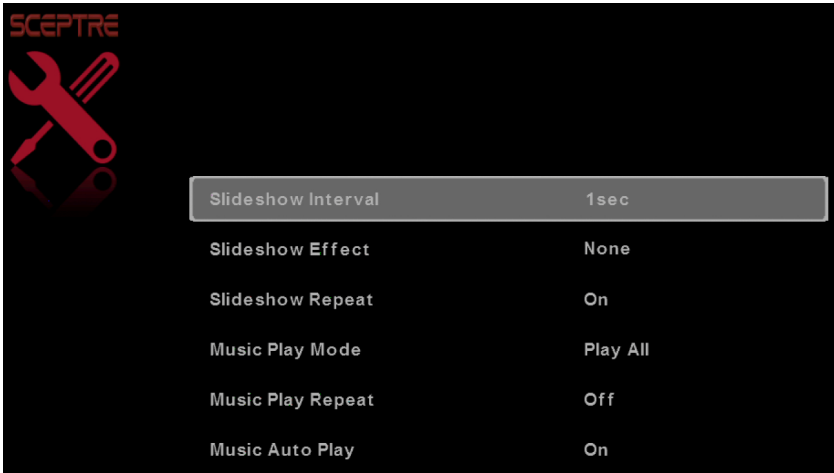 SCEPTRE
Slideshow Interval 1sec
Slideshow Effect None
Slideshow Repeat On
Music Play Mode Play All
Music Play Repeat Off
Music Auto Play On